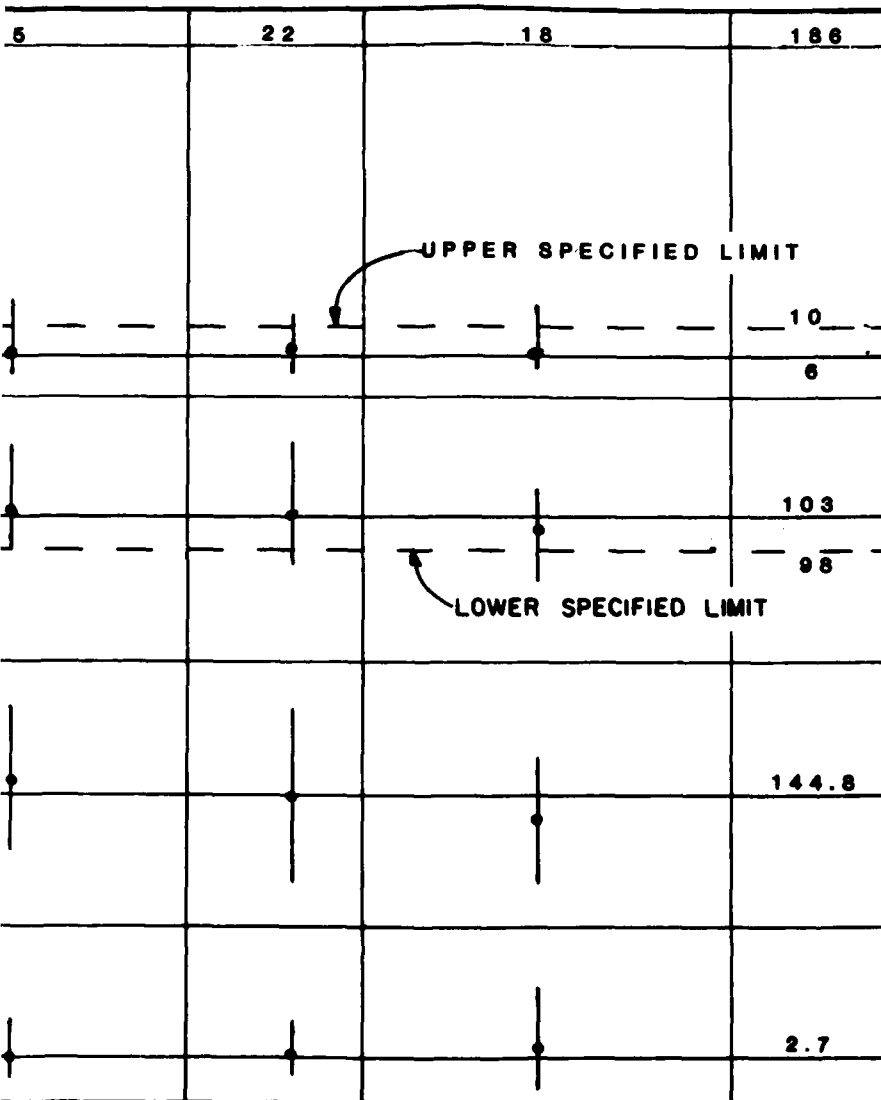 5 22 18 186
UPPER SPECIFIED LIMIT
10
6
103
98
LOWER SPECIFIED LIMIT
144.8
2.7